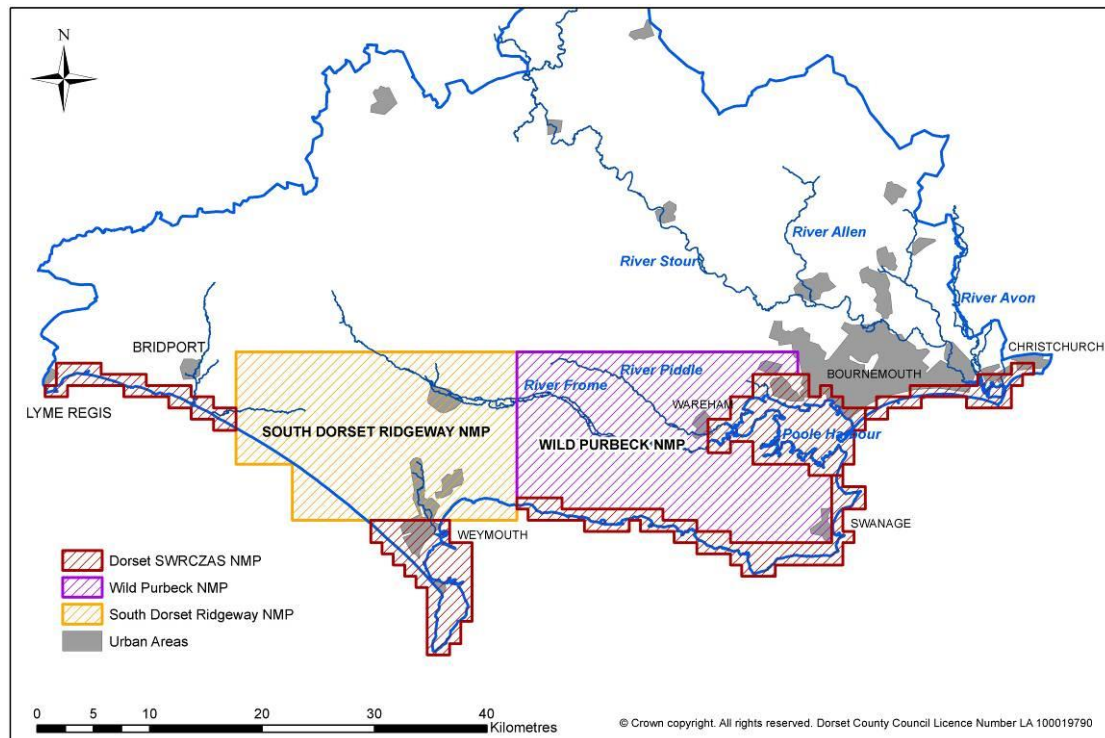 N
River Allen
River Stour
River Avon
BRIDPORT
CHRISTCHURCH
BOURNEMOUTH
LYME REGIS
River Piddle
River Frome
WAREHAM
SOUTH DORSET RIDGEWAY NMP
WILD PURBECK NMP
Poole Harbour
SWANAGE
WEYMOUTH
Dorset SWRCZAS NMP
Wild Purbeck NMP
South Dorset Ridgeway NMP
Urban Areas
0 5 10 20 30 40
Kilometres
© Crown copyright. All rights reserved. Dorset County Council Licence Number LA 100019790